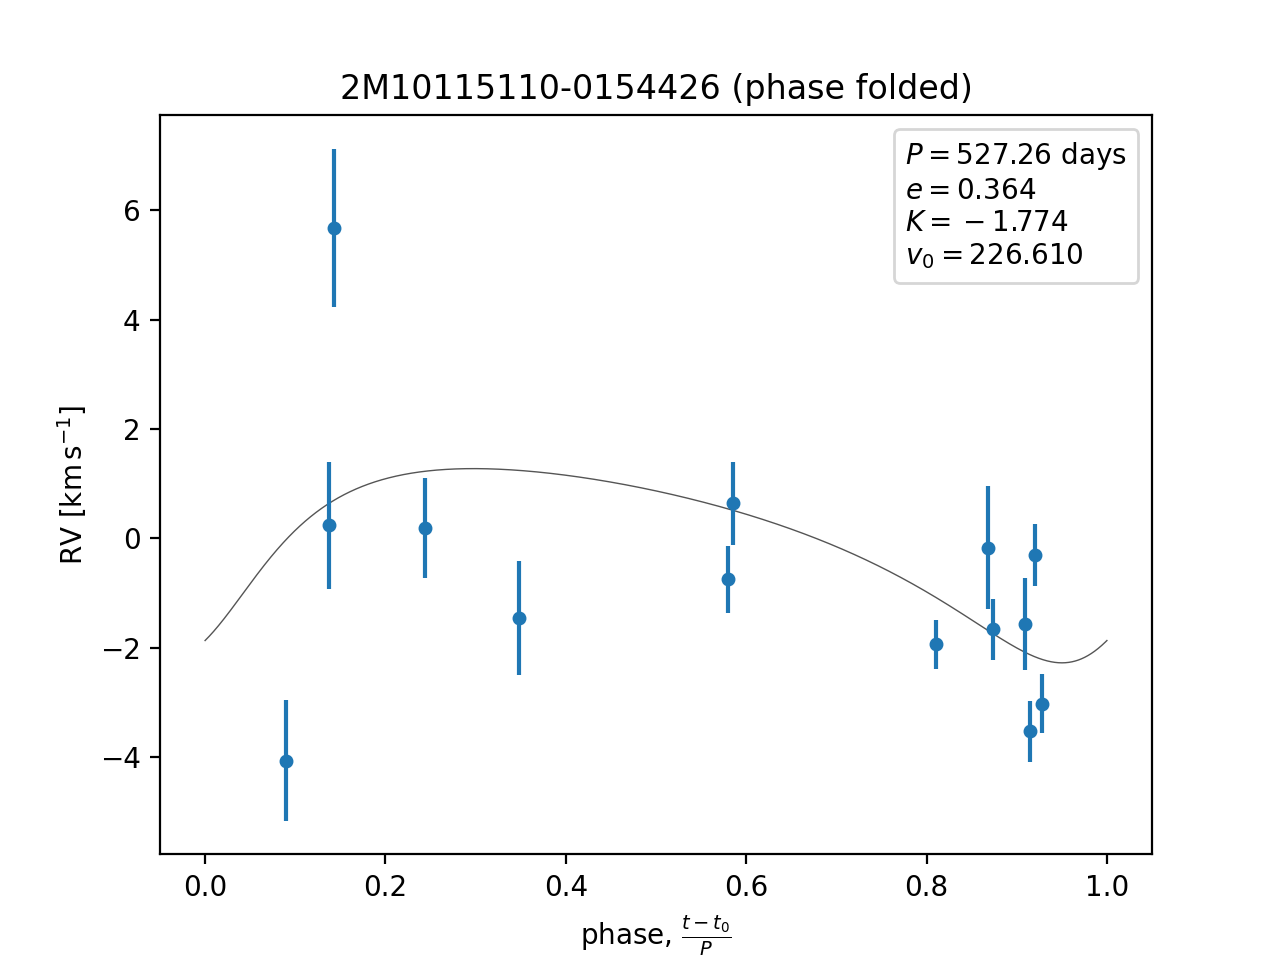 2M10115110-0154426 (phase folded)
P = 527.26 days
e = 0.364
K = −1.774
v₀ = 226.610
6
4
2
0
−2
−4
RV [km s⁻¹]
0.0 0.2 0.4 0.6 0.8 1.0
phase, (t − t₀)/P